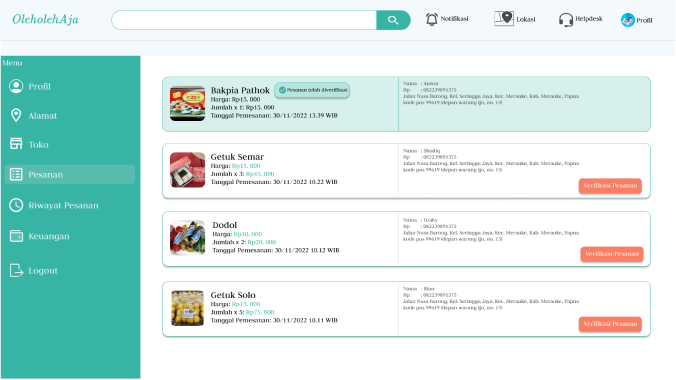 OleholehAja
Notifikasi
Lokasi
Helpdesk
Profil
Menu
Profil
Alamat
Toko
Pesanan
Riwayat Pesanan
Keuangan
Logout
Bakpia Pathok
Pesanan telah diverifikasi
Harga: Rp15. 000
Jumlah x 1: Rp15. 000
Tanggal Pemesanan: 30/11/2022 13.39 WIB
Nama : Anwar
Hp : 082239891375
Jalan Nusa Barong, Kel. Seringgu Jaya, Kec. Merauke, Kab. Merauke, Papua
kode pos 99619 (depan warung ijo, no. 15)
Getuk Semar
Harga: Rp15. 000
Jumlah x 3: Rp45. 000
Tanggal Pemesanan: 30/11/2022 10.22 WIB
Nama : Shodiq
Hp : 082239891375
Jalan Nusa Barong, Kel. Seringgu Jaya, Kec. Merauke, Kab. Merauke, Papua
kode pos 99619 (depan warung ijo, no. 15)
Verifikasi Pesanan
Dodol
Harga: Rp10. 000
Jumlah x 2: Rp20. 000
Tanggal Pemesanan: 30/11/2022 10.12 WIB
Nama : Dzaky
Hp : 082239891375
Jalan Nusa Barong, Kel. Seringgu Jaya, Kec. Merauke, Kab. Merauke, Papua
kode pos 99619 (depan warung ijo, no. 15)
Verifikasi Pesanan
Getuk Solo
Harga: Rp15. 000
Jumlah x 5: Rp75. 000
Tanggal Pemesanan: 30/11/2022 10.11 WIB
Nama :
Hp : 082239891375
Jalan Nusa Barong, Kel. Seringgu Jaya, Kec. Merauke, Kab. Merauke, Papua
kode pos 99619 (depan warung ijo, no. 15)
Verifikasi Pesanan